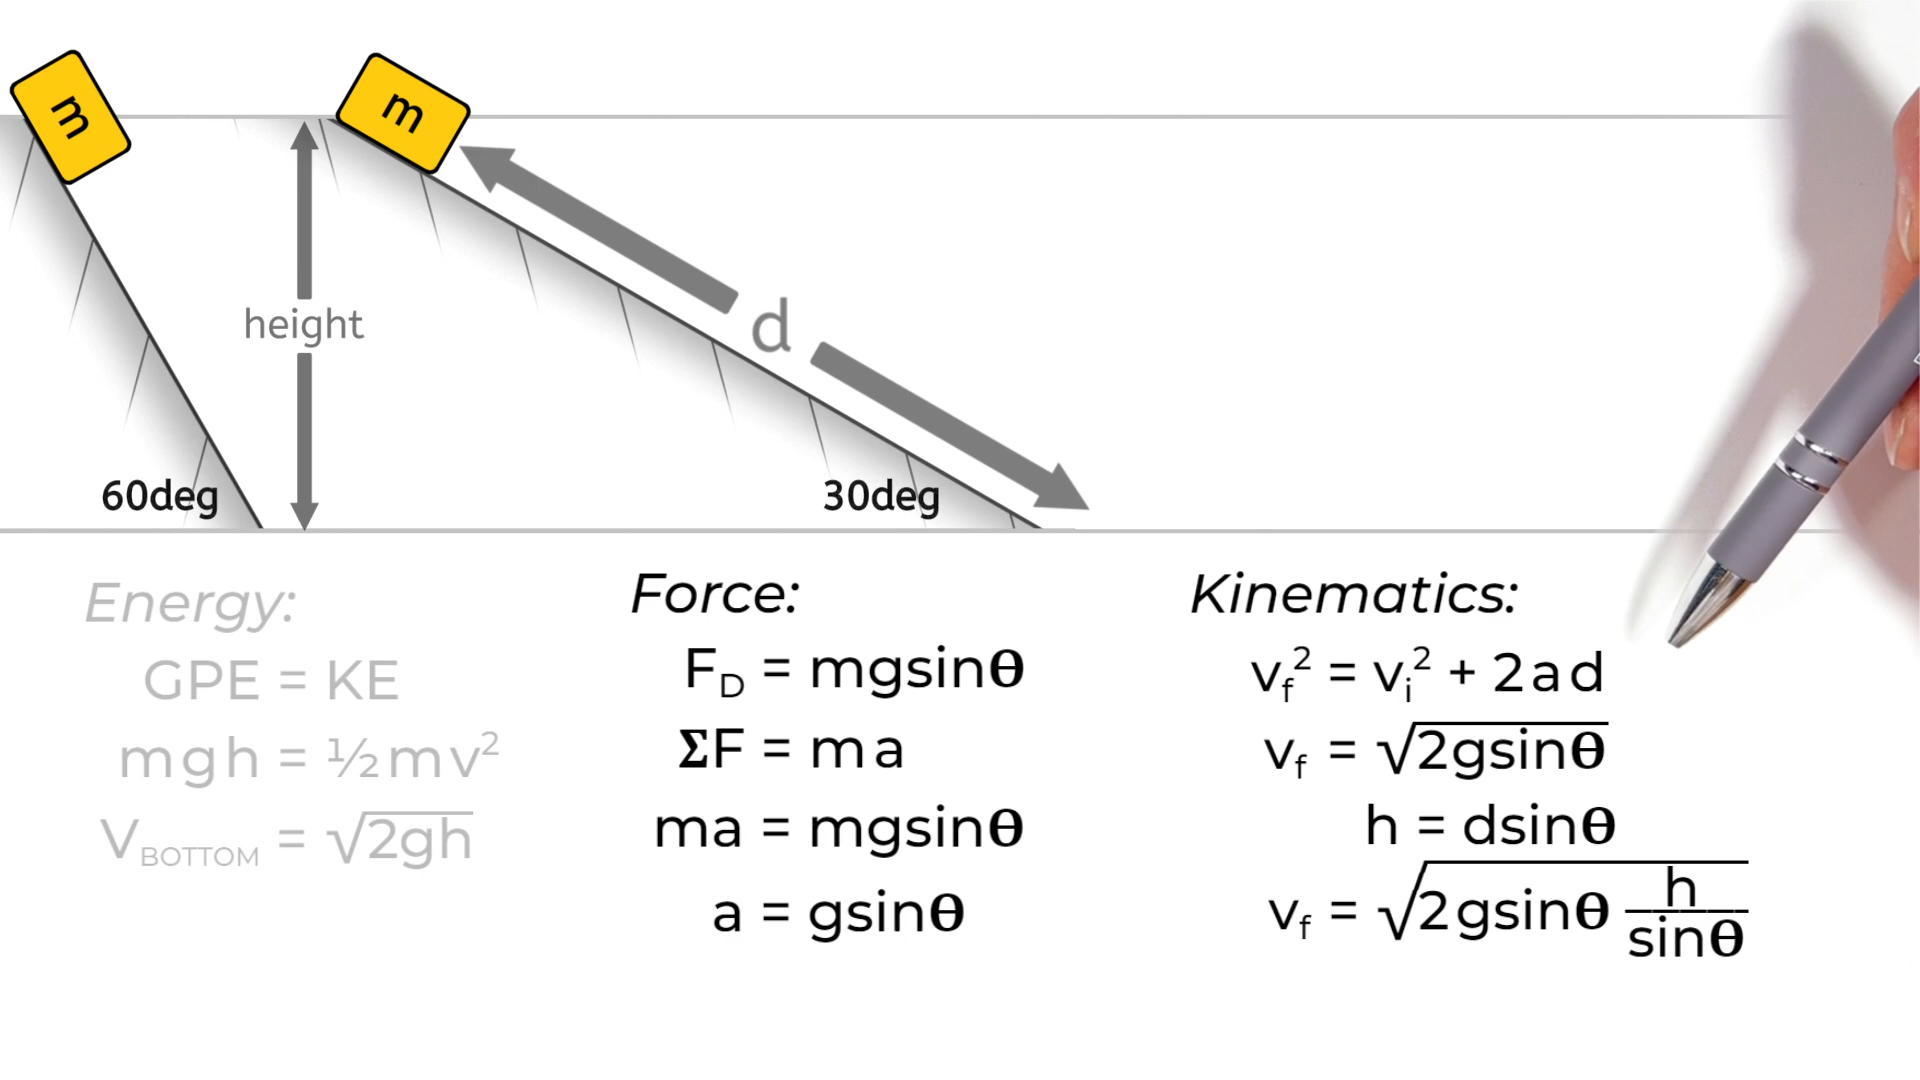 m
m
height
d
60deg
30deg
Energy:
GPE = KE
mgh = ½mv²
V_BOTTOM = √2gh
Force:
F_D = mgsinθ
ΣF = ma
ma = mgsinθ
a = gsinθ
Kinematics:
v_f² = v_i² + 2ad
v_f = √2gsinθ
h = dsinθ
v_f = √2gsinθ h/sinθ